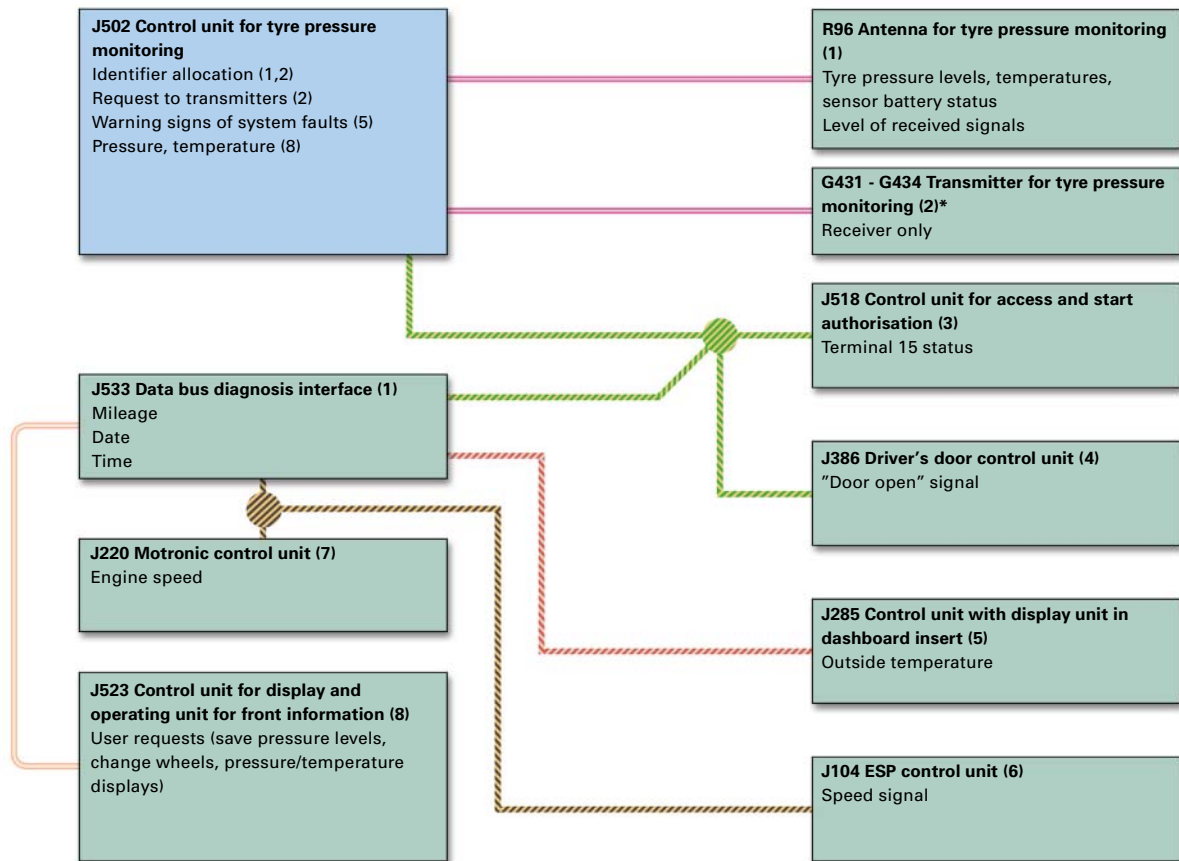 J502 Control unit for tyre pressure
monitoring
Identifier allocation (1,2)
Request to transmitters (2)
Warning signs of system faults (5)
Pressure, temperature (8)
R96 Antenna for tyre pressure monitoring
(1)
Tyre pressure levels, temperatures,
sensor battery status
Level of received signals
G431 - G434 Transmitter for tyre pressure
monitoring (2)*
Receiver only
J518 Control unit for access and start
authorisation (3)
Terminal 15 status
J533 Data bus diagnosis interface (1)
Mileage
Date
Time
J386 Driver's door control unit (4)
"Door open" signal
J220 Motronic control unit (7)
Engine speed
J285 Control unit with display unit in
dashboard insert (5)
Outside temperature
J523 Control unit for display and
operating unit for front information (8)
User requests (save pressure levels,
change wheels, pressure/temperature
displays)
J104 ESP control unit (6)
Speed signal